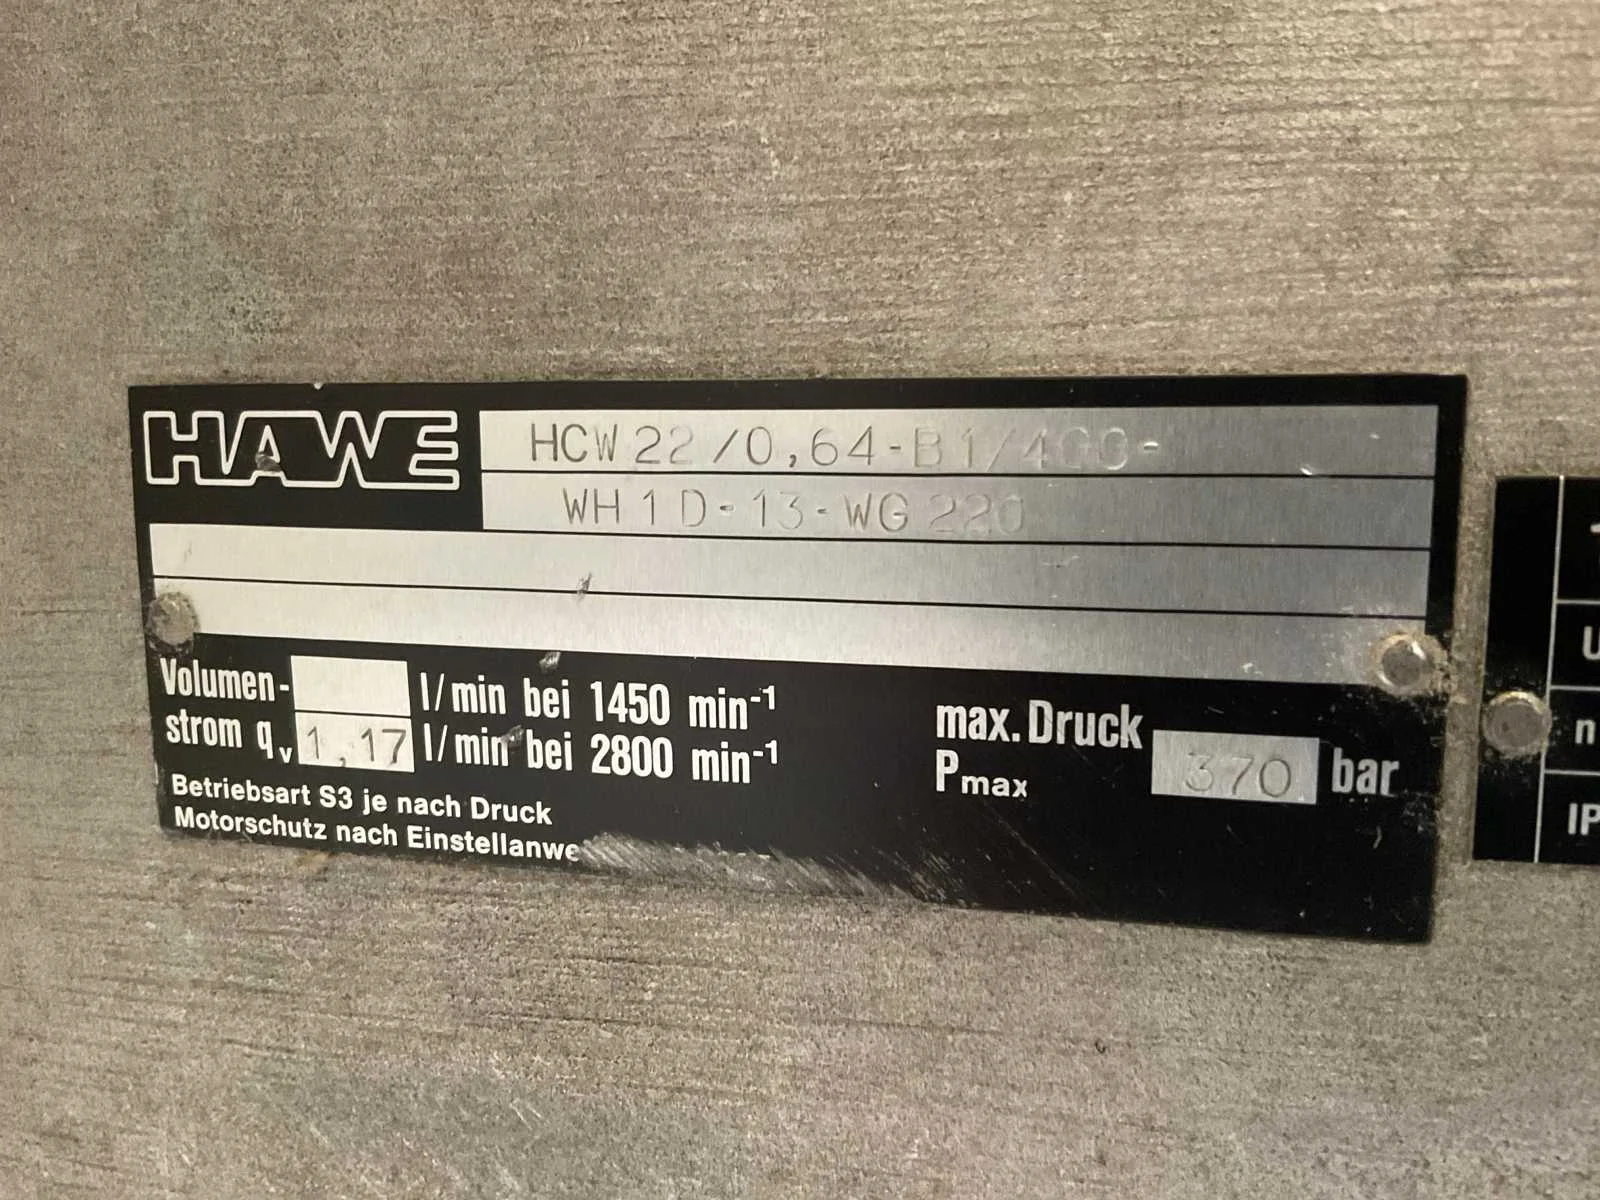 HAWE
HCW 22/0,64-B1/400-
WH 1 D-13-WG 220
Volumen- l/min bei 1450 min⁻¹
strom qᵥ 1,17 l/min bei 2800 min⁻¹
max. Druck
Pmax 370 bar
Betriebsart S3 je nach Druck
Motorschutz nach
U
n
IP